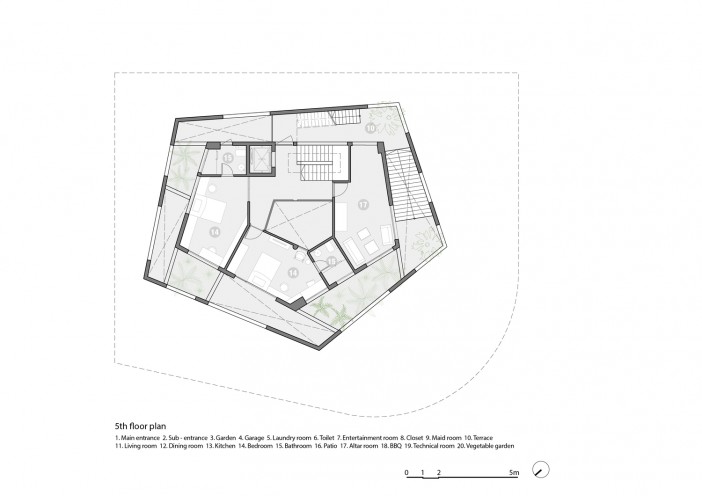 18
15
17
14
14
5th floor plan
1. Main entrance 2. Sub - entrance 3. Garden 4. Garage 5. Laundry room 6. Toilet 7. Entertainment room 8. Closet 9. Maid room 10. Terrace
11. Living room 12. Dining room 13. Kitchen 14. Bedroom 15. Bathroom 16. Patio 17. Altar room 18. BBQ 19. Technical room 20. Vegetable garden
0 1 2 5m